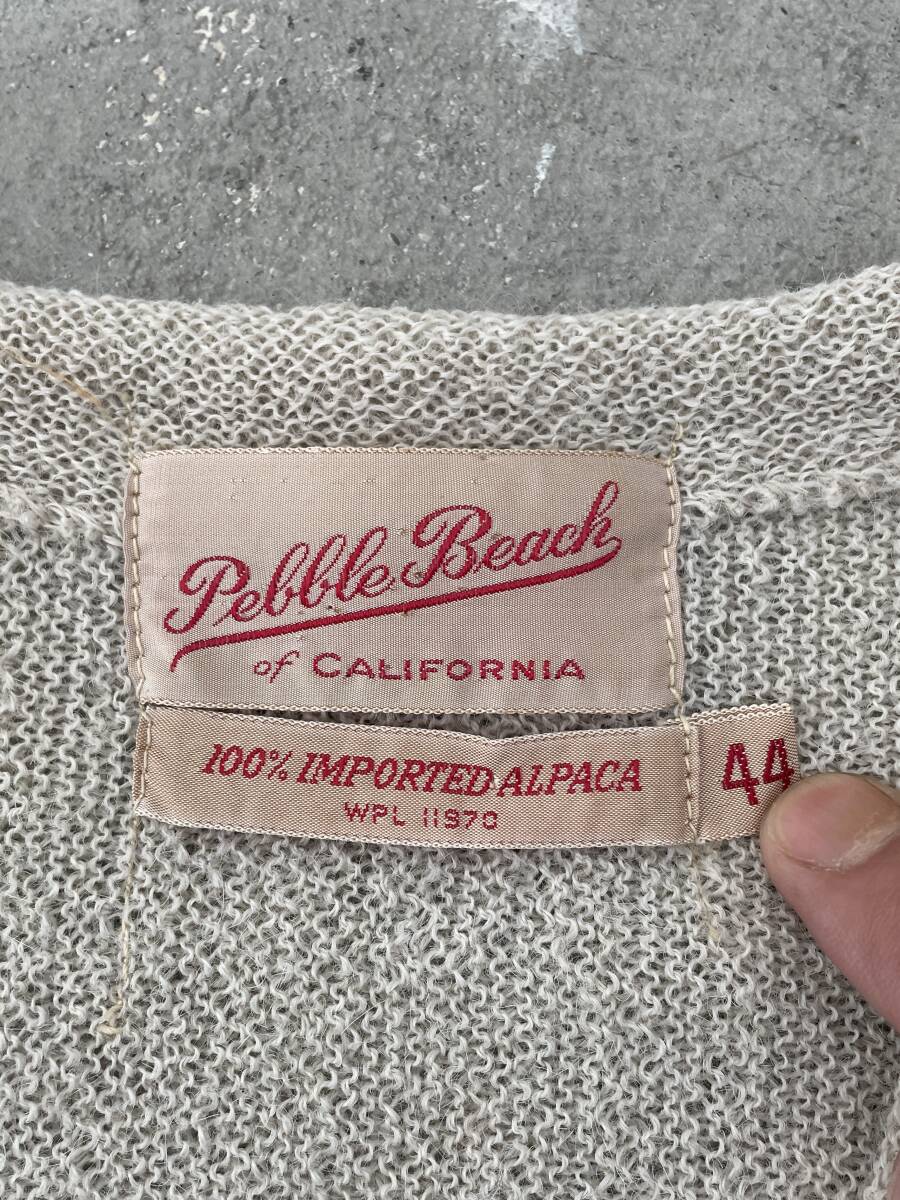 Pebble Beach
of CALIFORNIA
100% IMPORTED ALPACA
WPL 11970
44